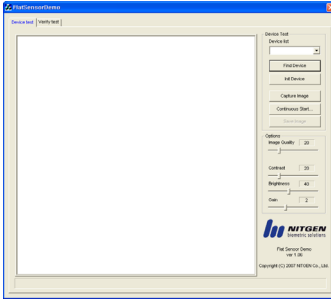 FlatSensorDemo
Device test
Verify test
Device Test
Device list
Find Device
Init Device
Capture Image
Continuous Start...
Save Image
Options
Image Quality 20
Contrast 35
Brightness 40
Gain 2
NITGEN
biometric solutions
Flat Sensor Demo
ver 1.06
Copyright (C) 2007 NITGEN Co., Ltd.